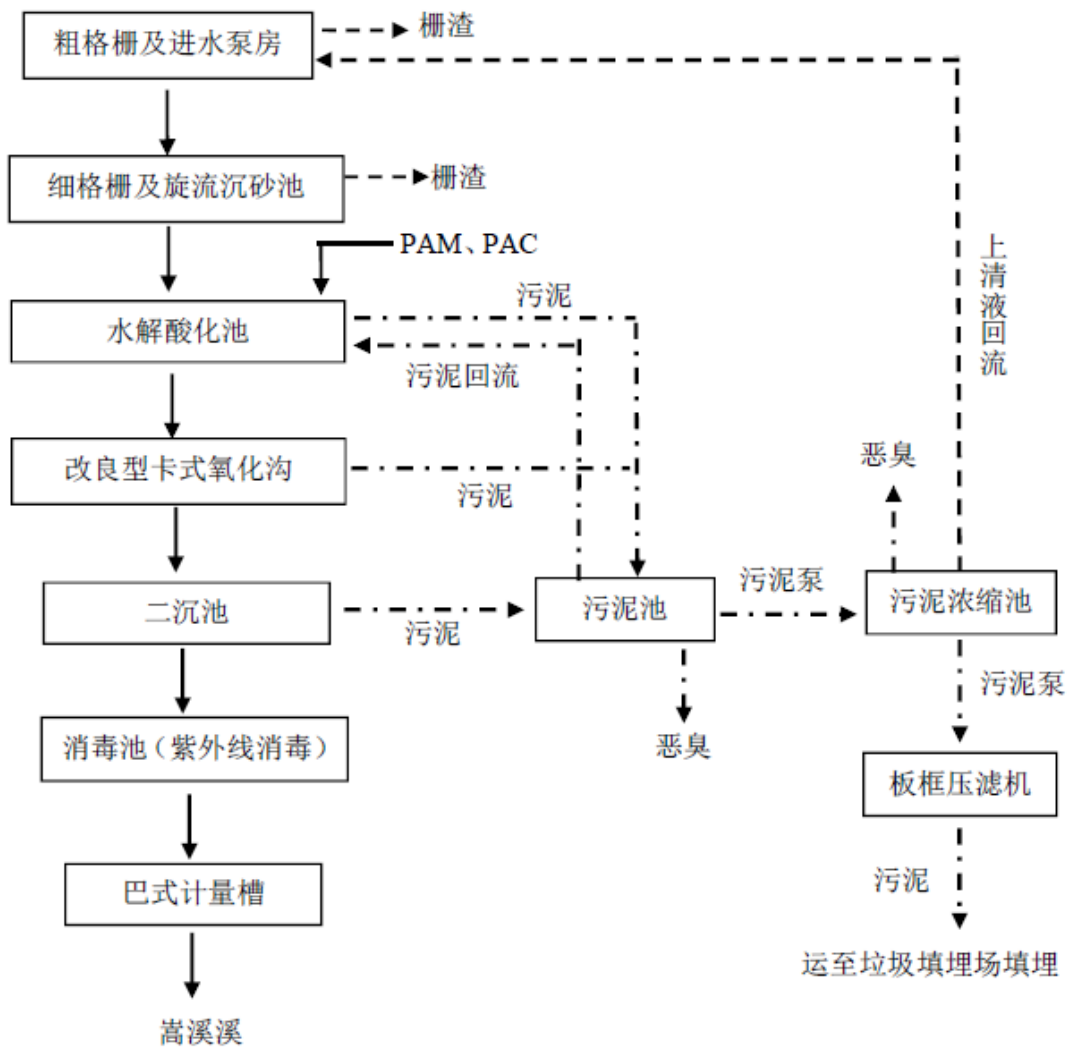 粗格栅及进水泵房
栅渣
细格栅及旋流沉砂池
栅渣
PAM、PAC
上清液回流
污泥
水解酸化池
污泥回流
改良型卡式氧化沟
污泥
恶臭
二沉池
污泥
污泥池
污泥泵
污泥浓缩池
污泥泵
恶臭
消毒池（紫外线消毒）
板框压滤机
巴式计量槽
污泥
运至垃圾填埋场填埋
嵩溪溪